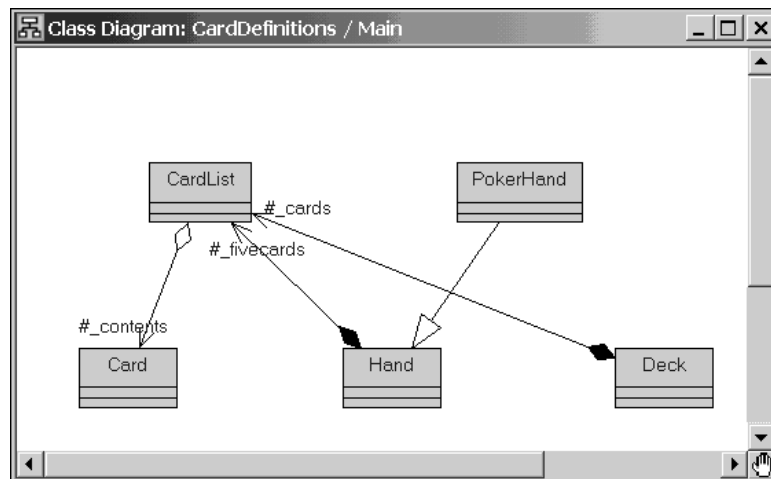 Class Diagram: CardDefinitions / Main
CardList
PokerHand
#_cards
#_fivecards
#_contents
Card
Hand
Deck